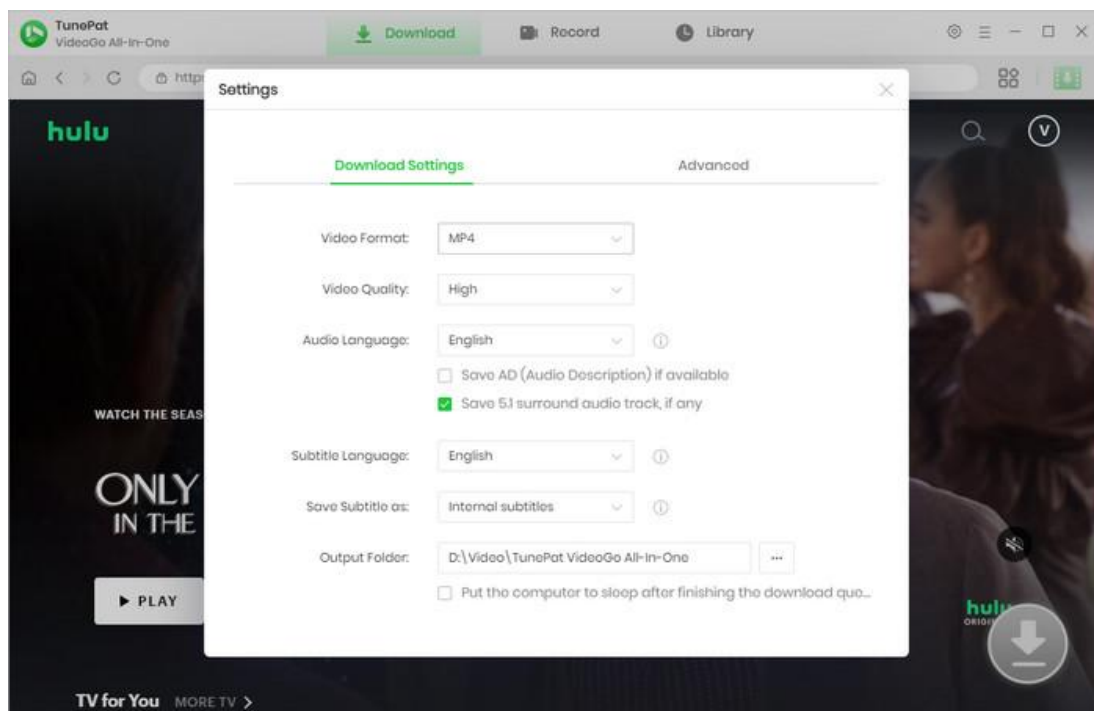 TunePat
VideoGo All-In-One
Download
Record
Library
http
Settings
hulu
V
Download Settings
Advanced
Video Format:
MP4
Video Quality:
High
Audio Language:
English
Save AD (Audio Description) if available
Save 5.1 surround audio track, if any
WATCH THE SEAS
Subtitle Language:
English
ONLY
IN THE
Save Subtitle as:
Internal subtitles
Output Folder:
D:\Video\TunePat VideoGo All-In-One
...
Put the computer to sleep after finishing the download que...
PLAY
hulu
TV for You MORE TV >